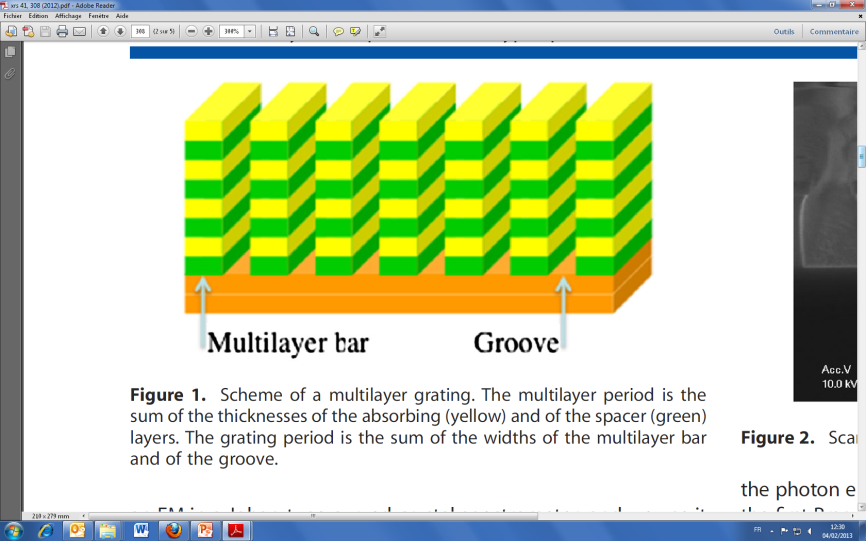 xrs 41, 308 (2012).pdf - Adobe Reader
Fichier Edition Affichage Fenêtre Aide
308 (2 sur 5) 300% Outils Commentaire
Multilayer bar Groove
Figure 1. Scheme of a multilayer grating. The multilayer period is the
sum of the thicknesses of the absorbing (yellow) and of the spacer (green)
layers. The grating period is the sum of the widths of the multilayer bar
and of the groove.
Acc.V
10.0 kV
Figure 2. Sca
the photon e
210 x 279 mm
FR 12:30
04/02/2013